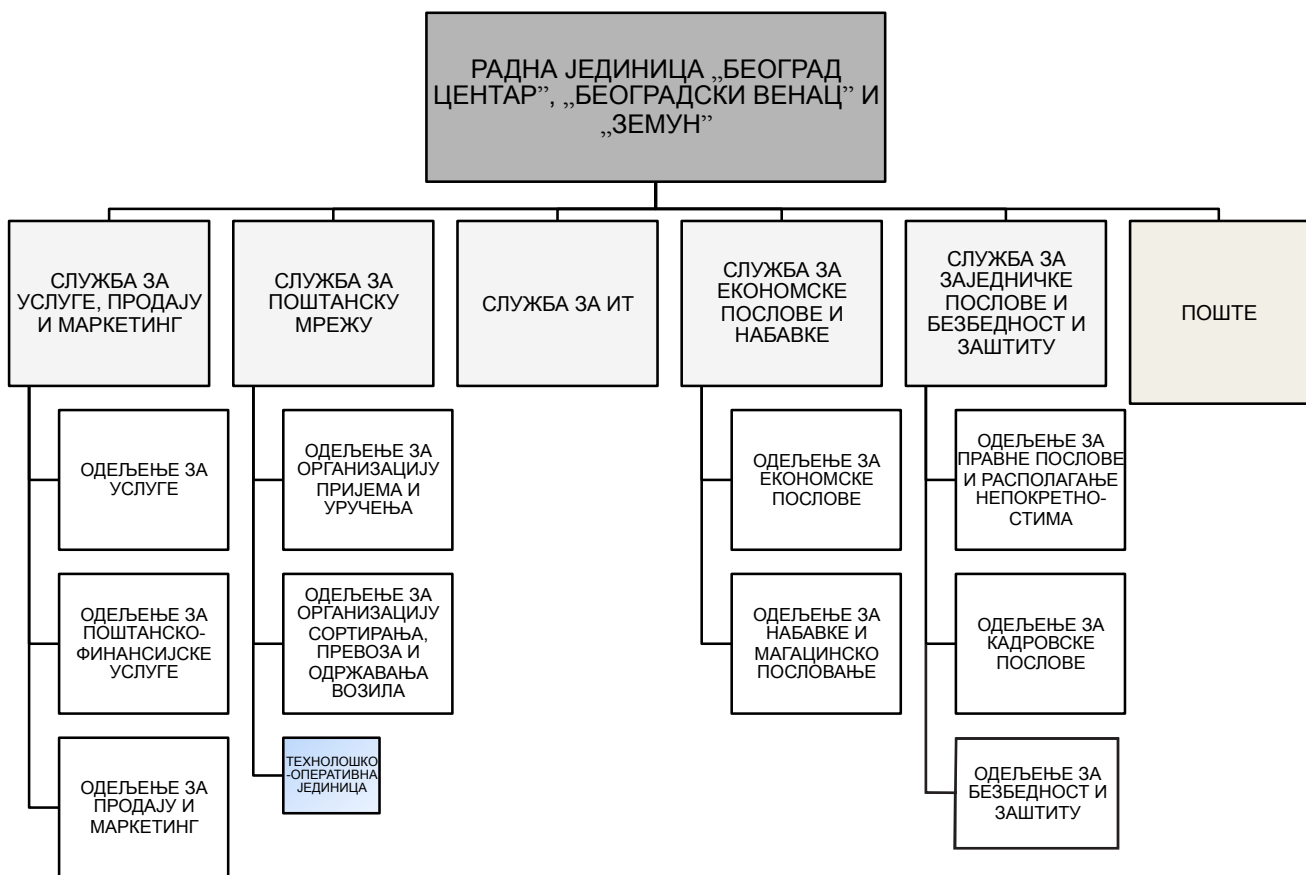 РАДНА ЈЕДИНИЦА „БЕОГРАД
ЦЕНТАР”, „БЕОГРАДСКИ ВЕНАЦ” И
„ЗЕМУН”
СЛУЖБА ЗА
УСЛУГЕ, ПРОДАЈУ
И МАРКЕТИНГ
ОДЕЉЕЊЕ ЗА
УСЛУГЕ
ОДЕЉЕЊЕ ЗА
ПОШТАНСКО-
ФИНАНСИЈСКЕ
УСЛУГЕ
ОДЕЉЕЊЕ ЗА
ПРОДАЈУ И
МАРКЕТИНГ
СЛУЖБА ЗА
ПОШТАНСКУ
МРЕЖУ
ОДЕЉЕЊЕ ЗА
ОРГАНИЗАЦИЈУ
ПРИЈЕМА И
УРУЧЕЊА
ОДЕЉЕЊЕ ЗА
ОРГАНИЗАЦИЈУ
СОРТИРАЊА,
ПРЕВОЗА И
ОДРЖАВАЊА
ВОЗИЛА
ТЕХНОЛОШКО
-ОПЕРАТИВНА
ЈЕДИНИЦА
СЛУЖБА ЗА ИТ
СЛУЖБА ЗА
ЕКОНОМСКЕ
ПОСЛОВЕ И
НАБАВКЕ
ОДЕЉЕЊЕ ЗА
ЕКОНОМСКЕ
ПОСЛОВЕ
ОДЕЉЕЊЕ ЗА
НАБАВКЕ И
МАГАЦИНСКО
ПОСЛОВАЊЕ
СЛУЖБА ЗА
ЗАЈЕДНИЧКЕ
ПОСЛОВЕ И
БЕЗБЕДНОСТ И
ЗАШТИТУ
ОДЕЉЕЊЕ ЗА
ПРАВНЕ ПОСЛОВЕ
И РАСПОЛАГАЊЕ
НЕПОКРЕТНО-
СТИМА
ОДЕЉЕЊЕ ЗА
КАДРОВСКЕ
ПОСЛОВЕ
ОДЕЉЕЊЕ ЗА
БЕЗБЕДНОСТ И
ЗАШТИТУ
ПОШТЕ